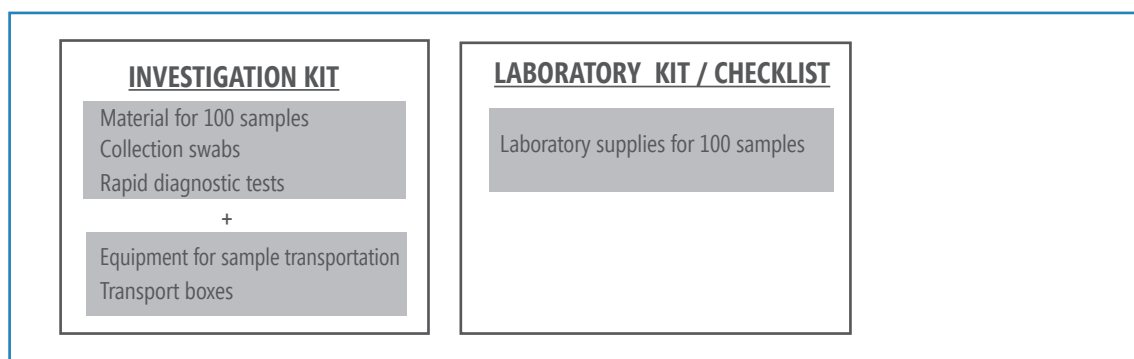 INVESTIGATION KIT
Material for 100 samples
Collection swabs
Rapid diagnostic tests
+
Equipment for sample transportation
Transport boxes
LABORATORY KIT / CHECKLIST
Laboratory supplies for 100 samples